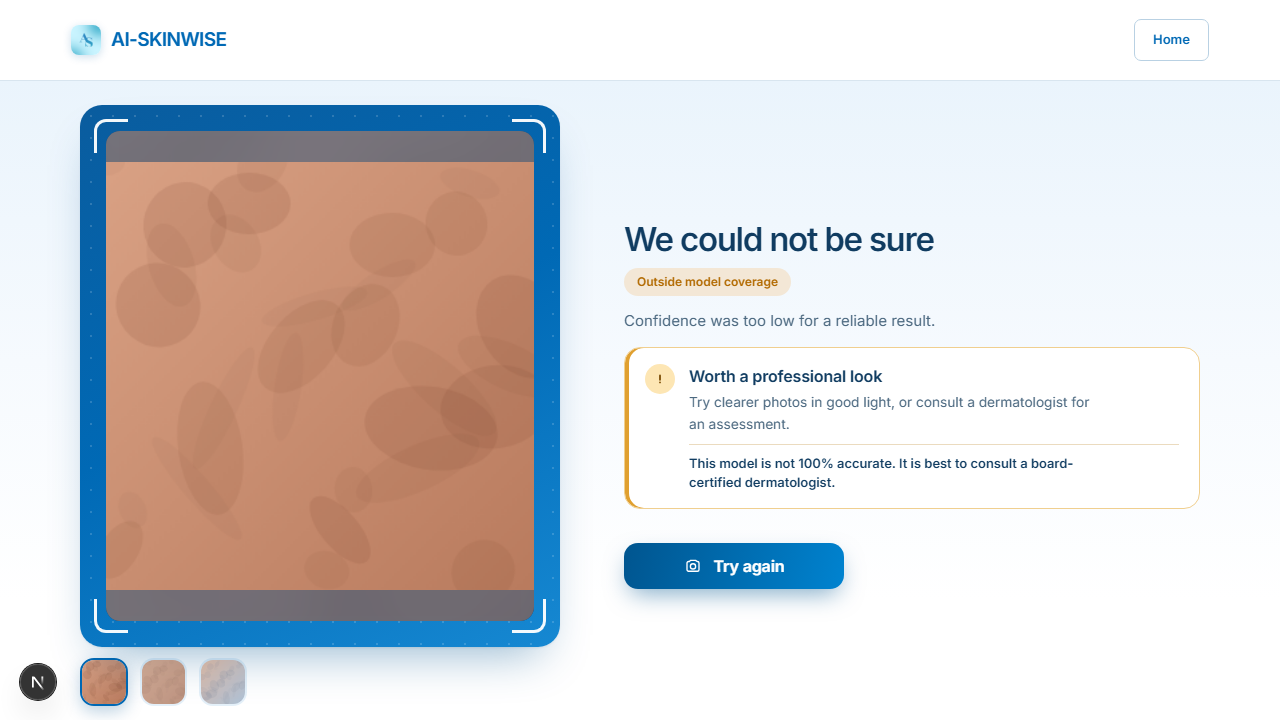 AI-SKINWISE
Home
We could not be sure
Outside model coverage
Confidence was too low for a reliable result.
!
Worth a professional look
Try clearer photos in good light, or consult a dermatologist for
an assessment.
This model is not 100% accurate. It is best to consult a board-
certified dermatologist.
Try again
N